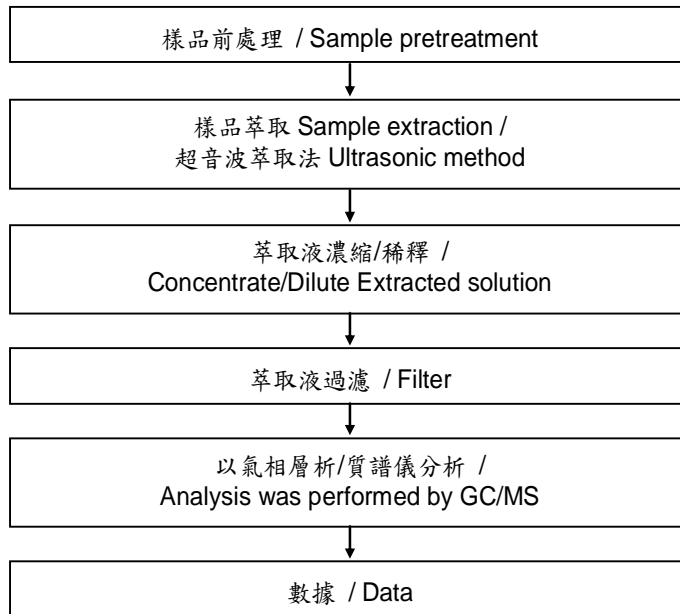 樣品前處理 / Sample pretreatment
樣品萃取 Sample extraction /
超音波萃取法 Ultrasonic method
萃取液濃縮/稀釋 /
Concentrate/Dilute Extracted solution
萃取液過濾 / Filter
以氣相層析/質譜儀分析 /
Analysis was performed by GC/MS
數據 / Data